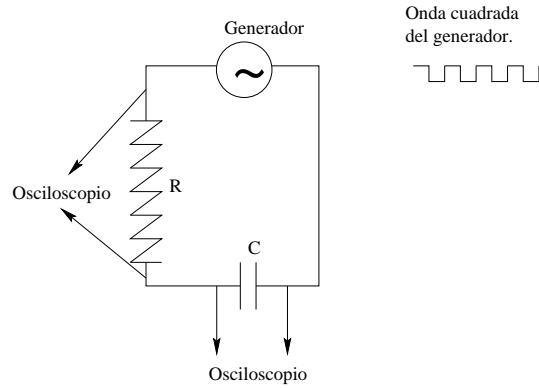 Onda cuadrada
del generador.
Generador
Osciloscopio
R
C
Osciloscopio